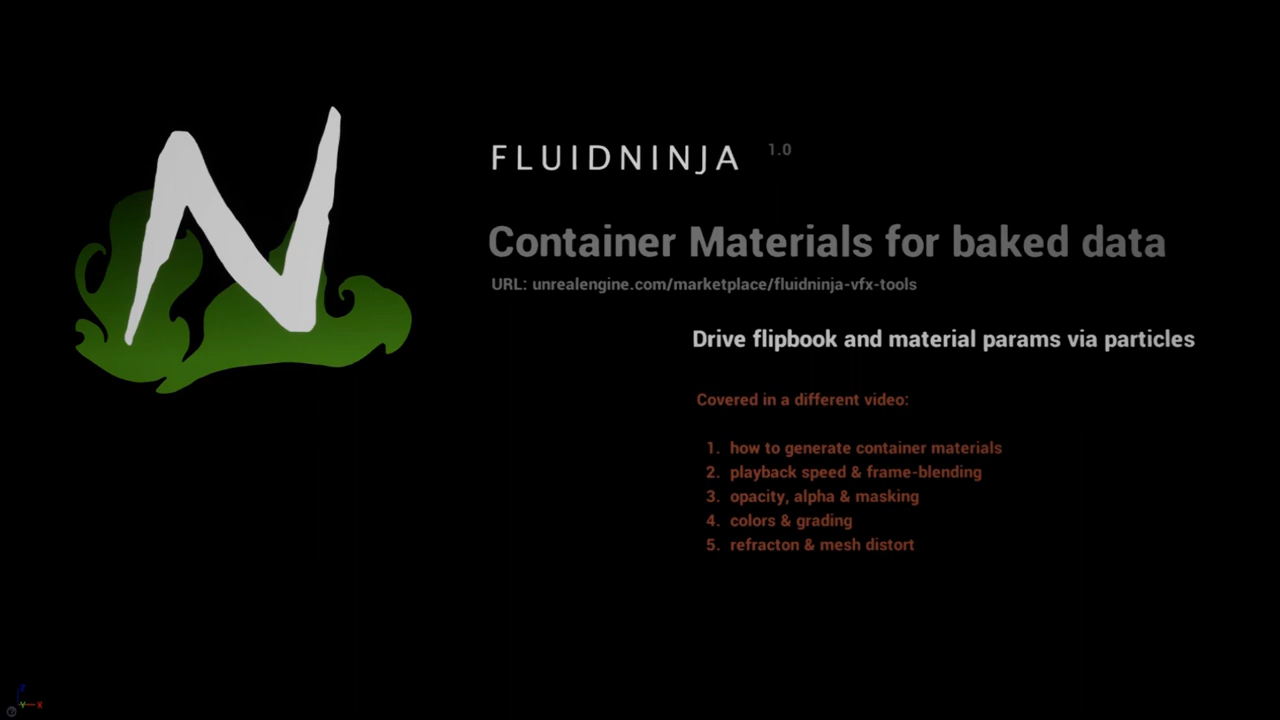 FLUIDNINJA 1.0
Container Materials for baked data
URL: unrealengine.com/marketplace/fluidninja-vfx-tools
Drive flipbook and material params via particles
Covered in a different video:
1. how to generate container materials
2. playback speed & frame-blending
3. opacity, alpha & masking
4. colors & grading
5. refracton & mesh distort
Z
Y X